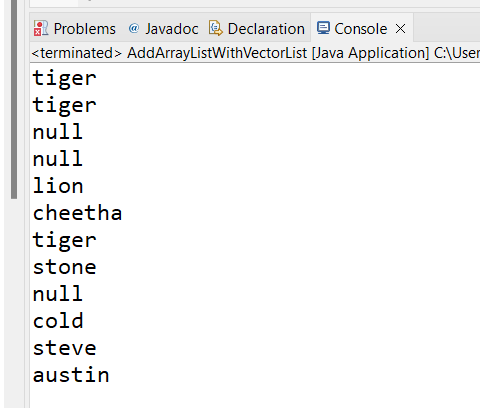 Problems @ Javadoc Declaration Console
<terminated> AddArrayListWithVectorList [Java Application] C:\User
tiger
tiger
null
null
lion
cheetha
tiger
stone
null
cold
steve
austin